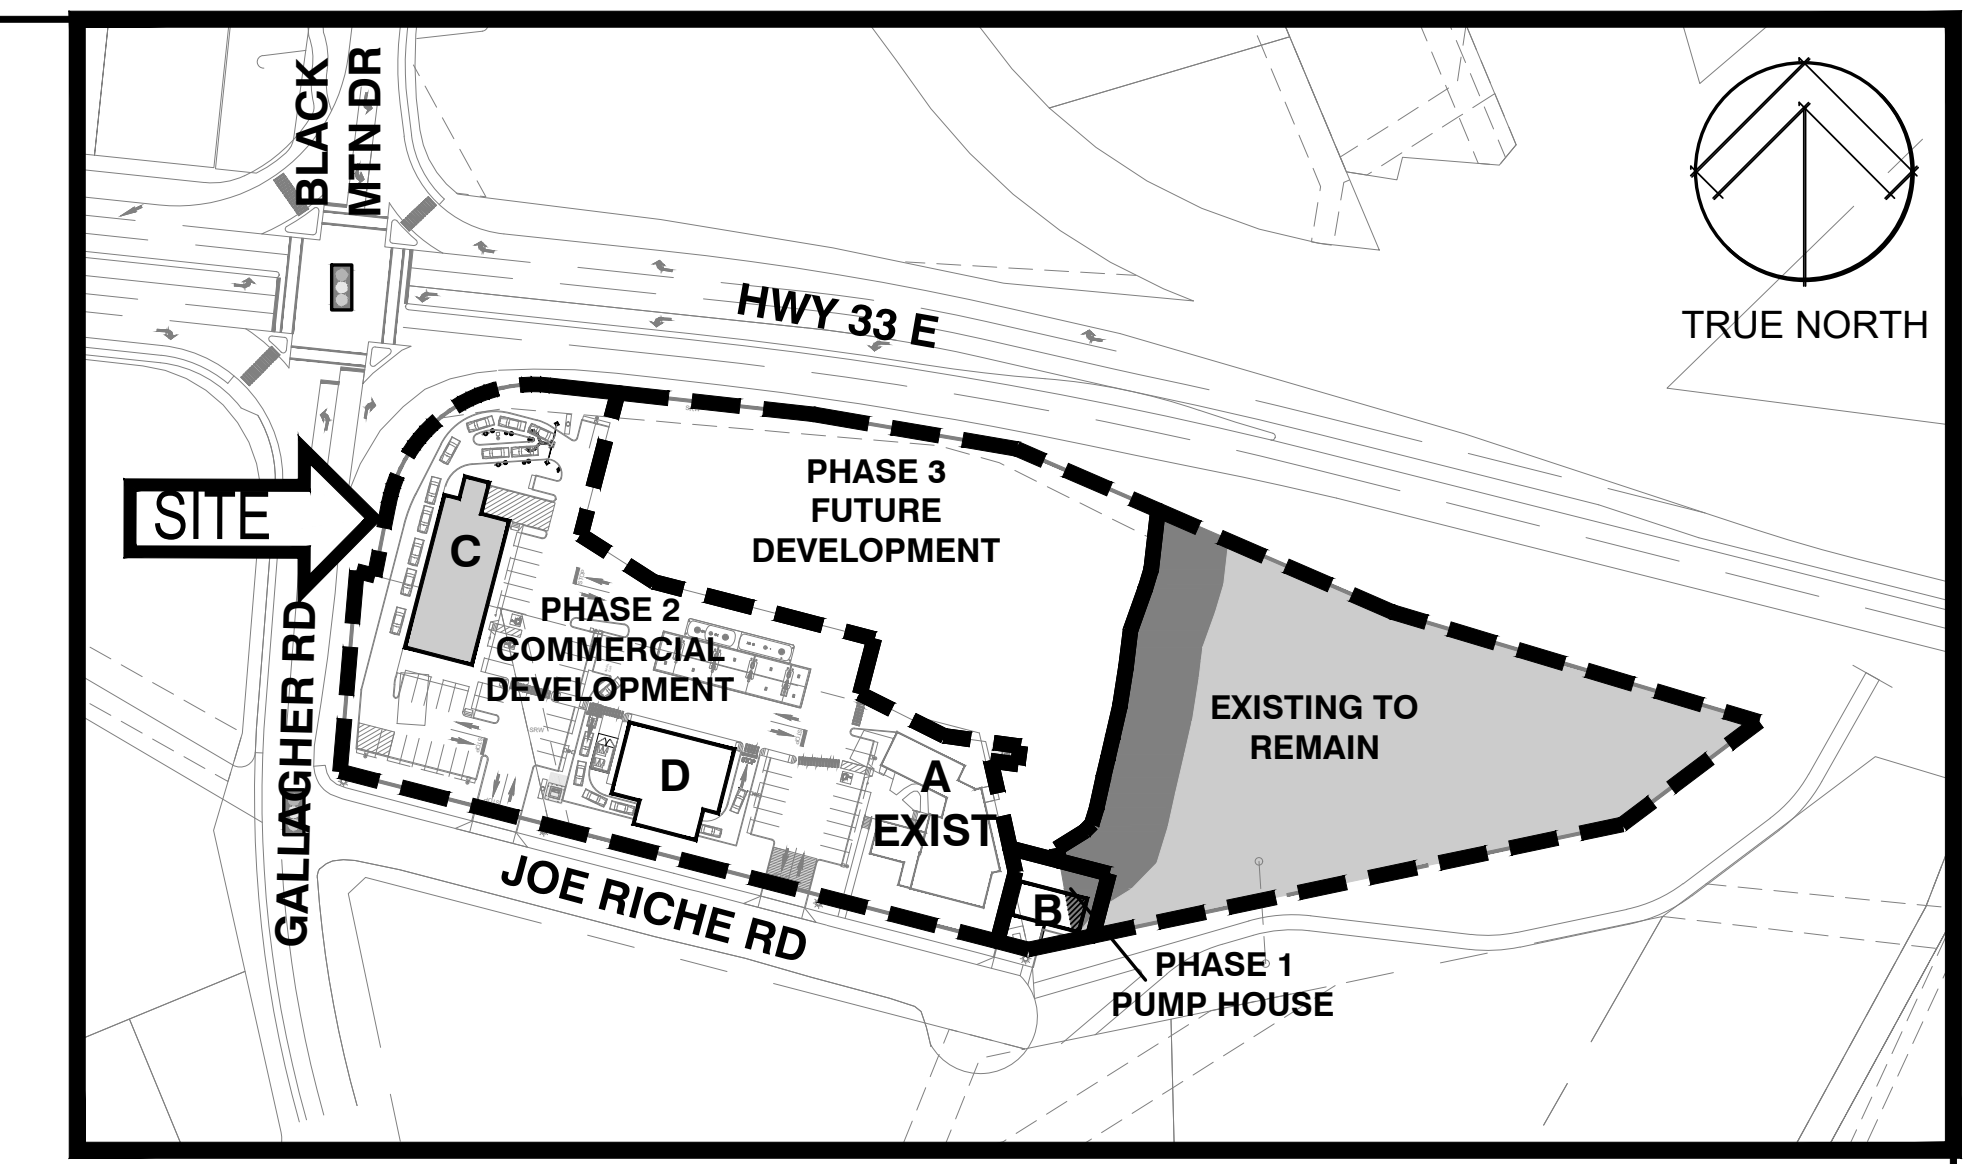 BLACK
MTN DR
HWY 33 E
TRUE NORTH
SITE
PHASE 3
FUTURE
DEVELOPMENT
C
PHASE 2
COMMERCIAL
DEVELOPMENT
GALLAGHER RD
EXISTING TO
REMAIN
SRW
D
A
EXIST
B
JOE RICHE RD
PHASE 1
PUMP HOUSE